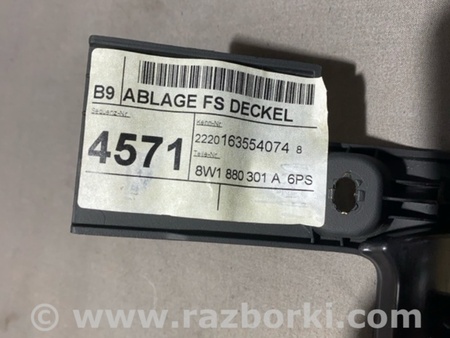 B9 ABLAGE FS DECKEL
Sequenz-Nr. Kenn-Nr.
4571 2220163554074 8
Teile-Nr.
8W1 880 301 A 6PS
© www.razborki.com